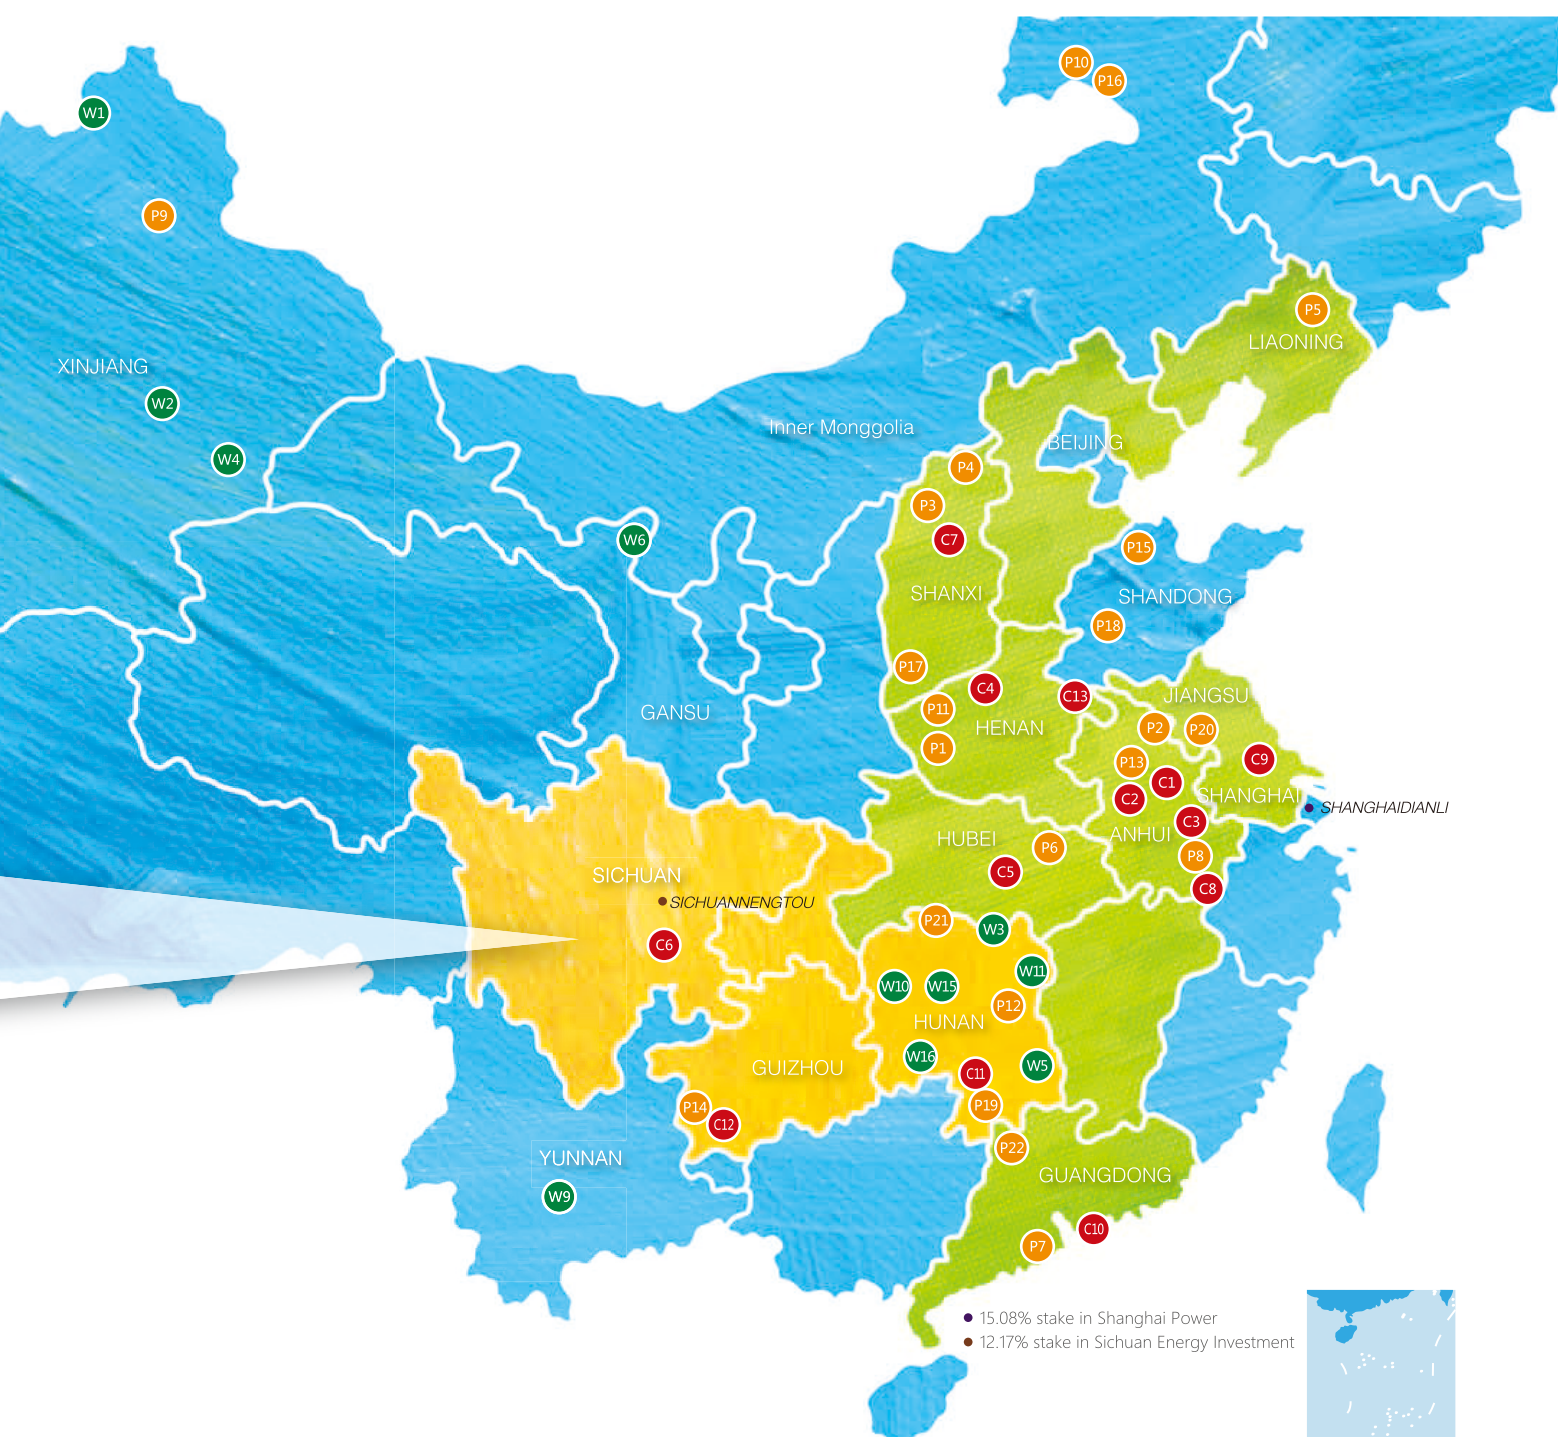 P10
P16
W1
P9
P5
LIAONING
XINJIANG
W2
Inner Monggolia
BEIJING
W4
P4
P3
C7
W6
P15
SHANXI
SHANDONG
P18
P17
C4
C13
JIANGSU
P11
GANSU
HENAN
P2
P20
P1
P13
C9
C1
C2
SHANGHAI
SHANGHAIDIANLI
C3
ANHUI
HUBEI
P6
P8
C5
SICHUAN
C8
SICHUANNENGTOU
P21
W3
C6
W11
W10
W15
P12
HUNAN
W16
GUIZHOU
C11
W5
P14
P19
C12
P22
YUNNAN
GUANGDONG
W9
C10
P7
15.08% stake in Shanghai Power
12.17% stake in Sichuan Energy Investment